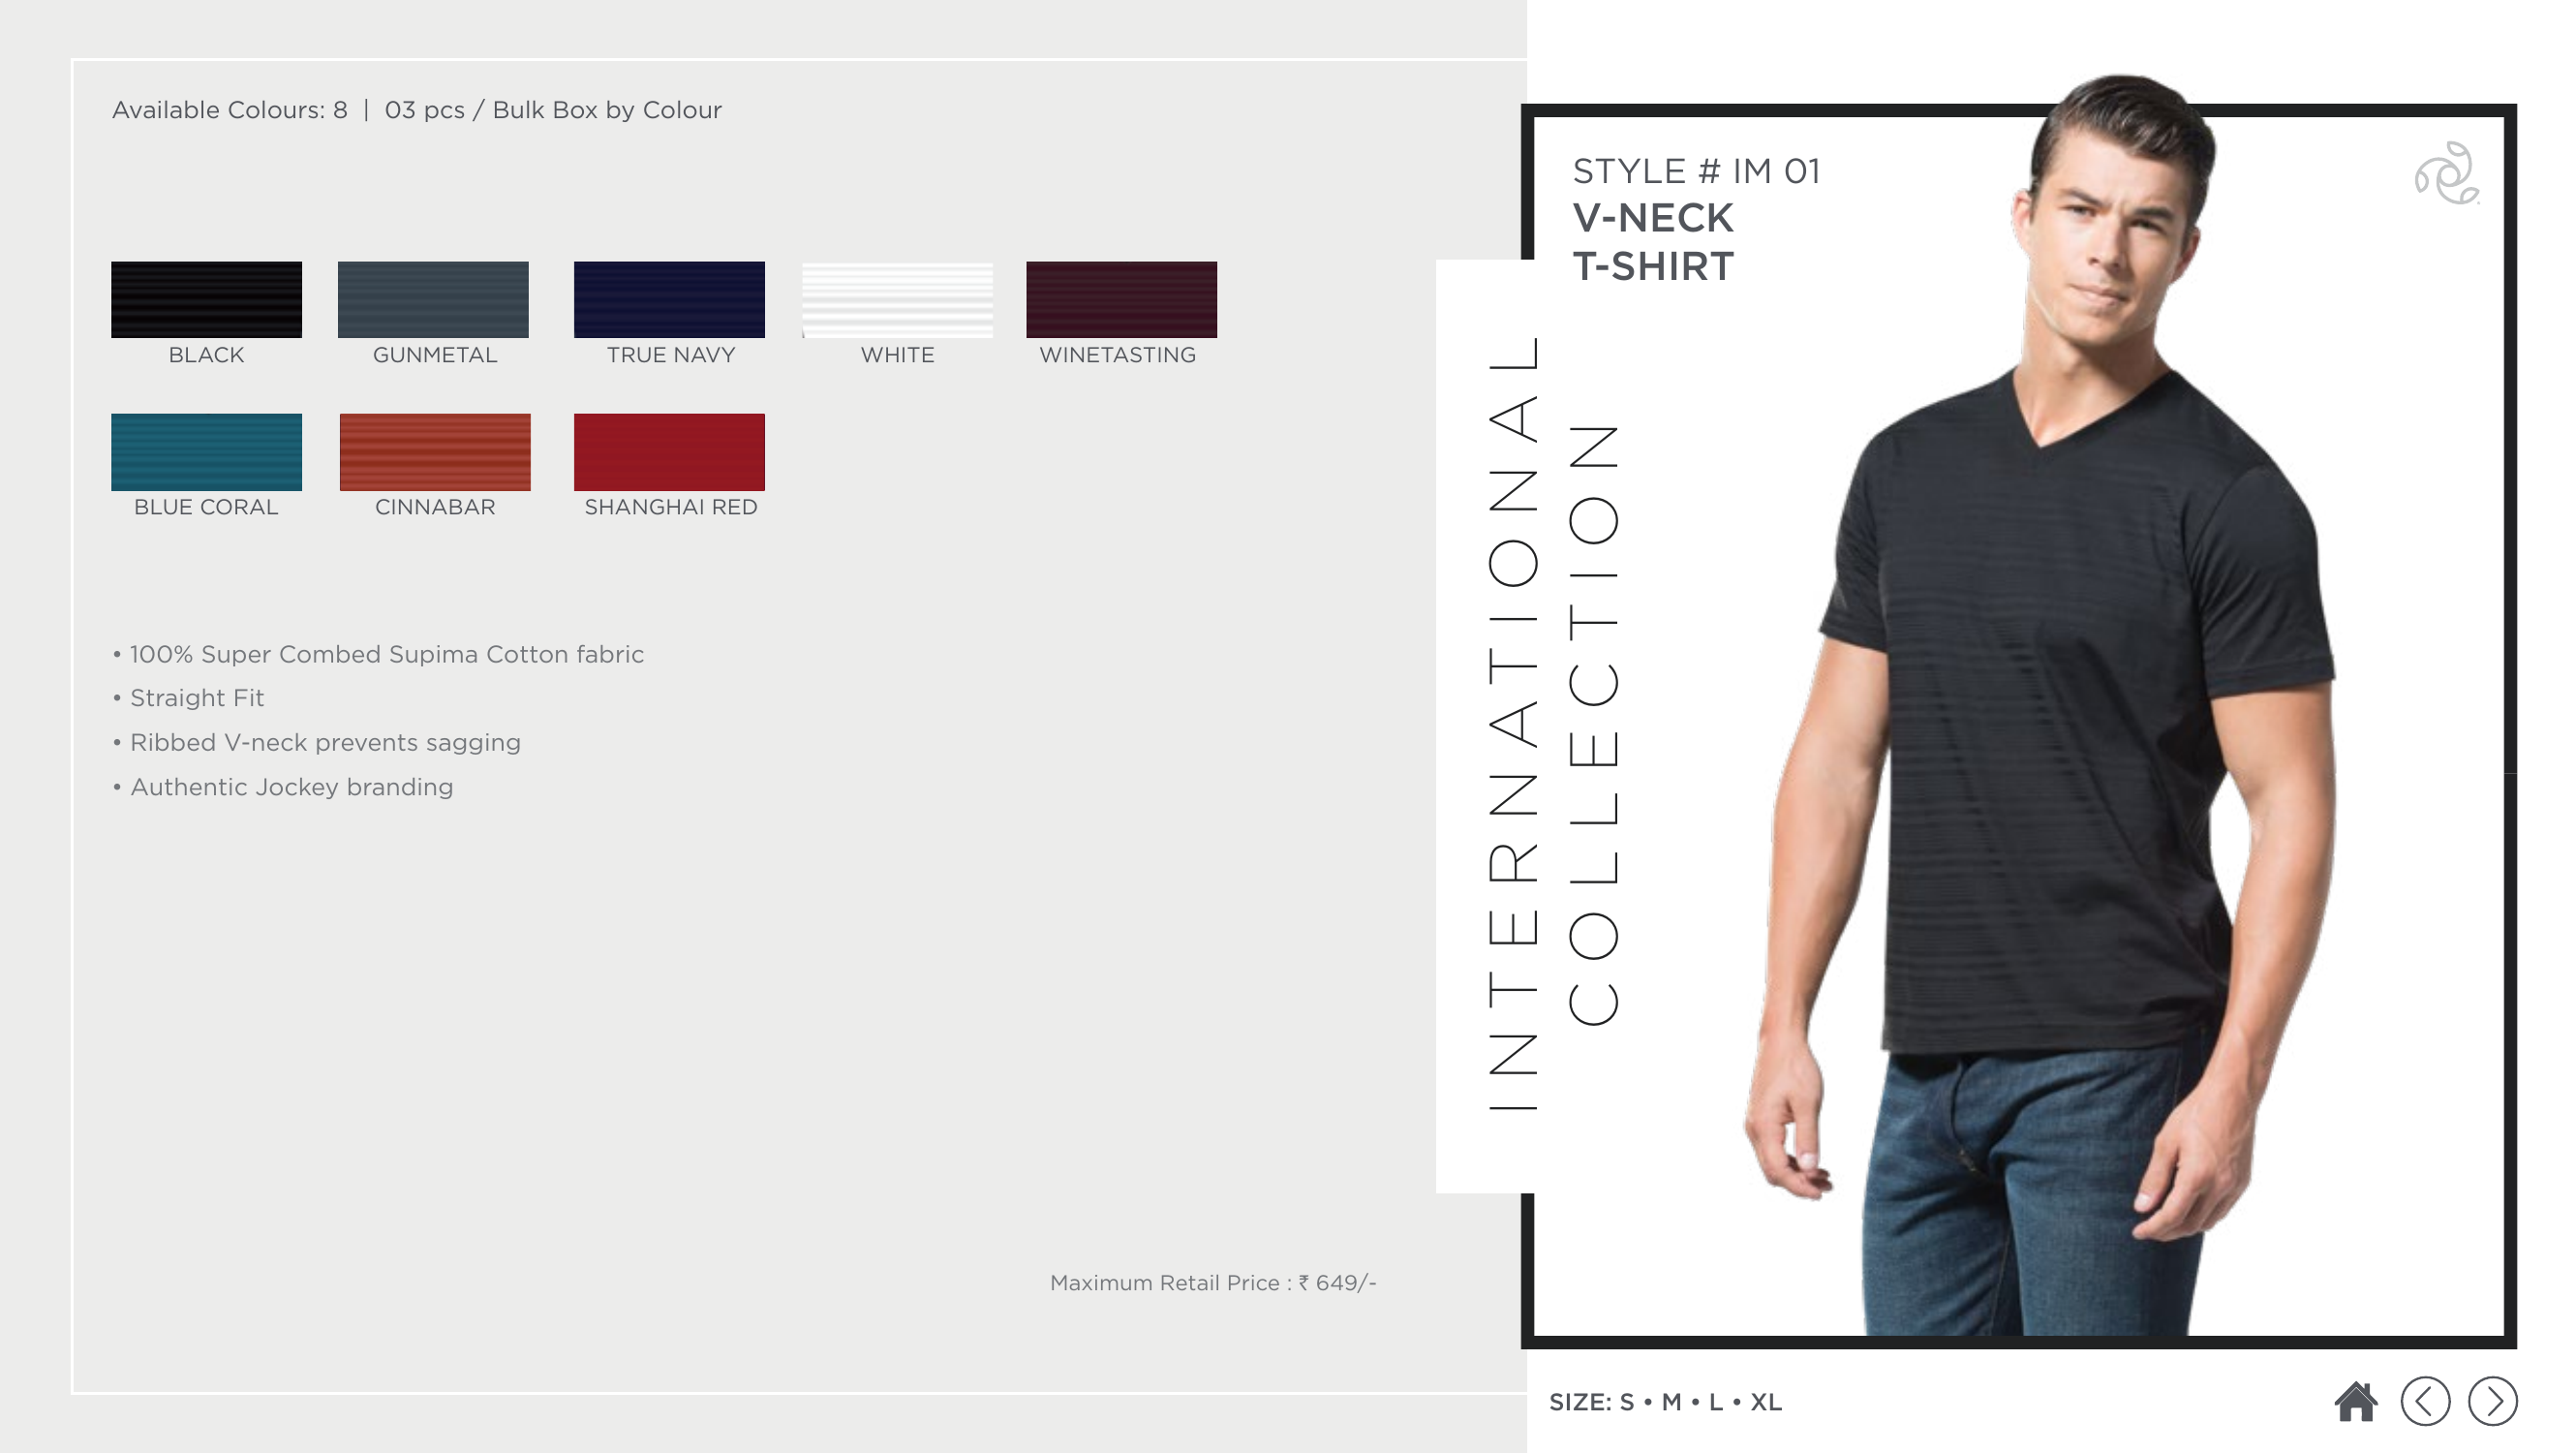 Available Colours: 8 | 03 pcs / Bulk Box by Colour
BLACK
GUNMETAL
TRUE NAVY
WHITE
WINETASTING
BLUE CORAL
CINNABAR
SHANGHAI RED
• 100% Super Combed Supima Cotton fabric
• Straight Fit
• Ribbed V-neck prevents sagging
• Authentic Jockey branding
Maximum Retail Price : ₹ 649/-
INTERNATIONAL
COLLECTION
STYLE # IM 01
V-NECK
T-SHIRT
SIZE: S • M • L • XL